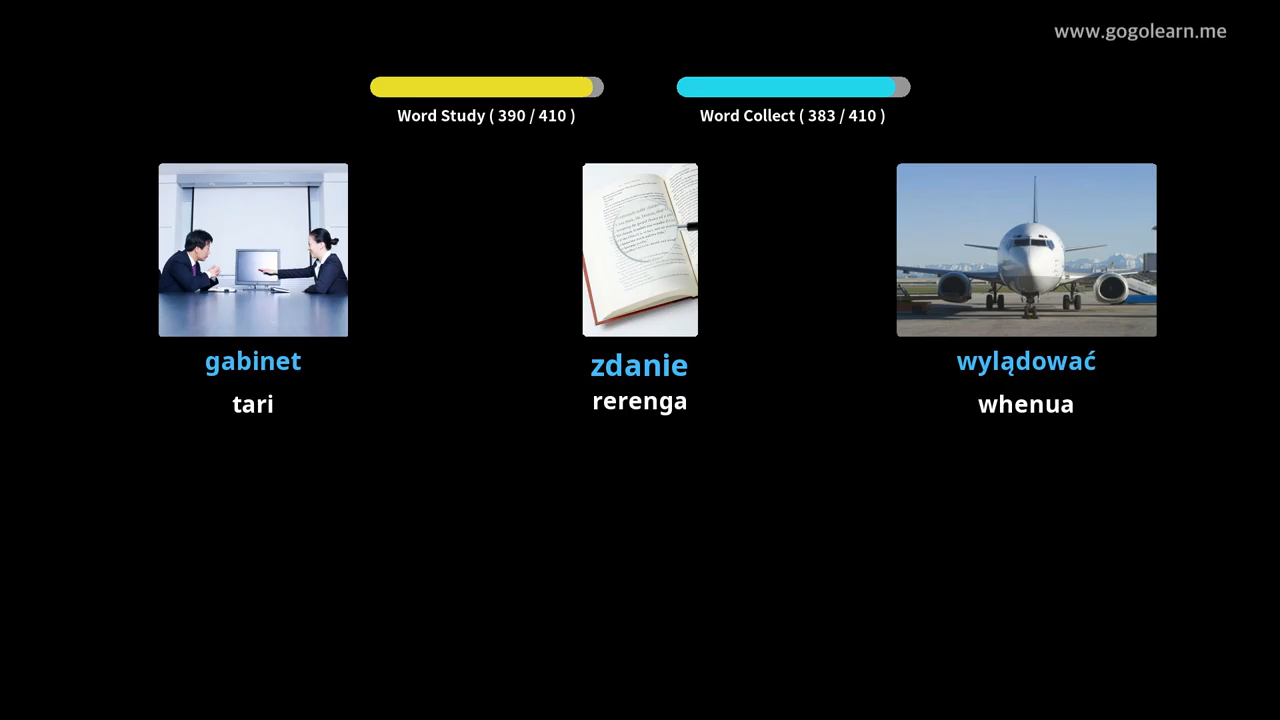 www.gogolearn.me
Word Study ( 390 / 410 )
Word Collect ( 383 / 410 )
gabinet
tari
zdanie
rerenga
wylądować
whenua